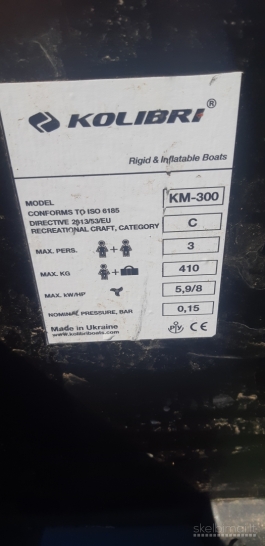 KOLIBRI®
Rigid & Inflatable Boats
MODEL KM-300
CONFORMS TO ISO 6185
DIRECTIVE 2013/53/EU
RECREATIONAL CRAFT, CATEGORY C
MAX. PERS. + 3
MAX. KG + 410
MAX. kW/HP 5,9/8
NOMINAL PRESSURE, BAR 0,15
Made in Ukraine
www.kolibriboats.com
CE